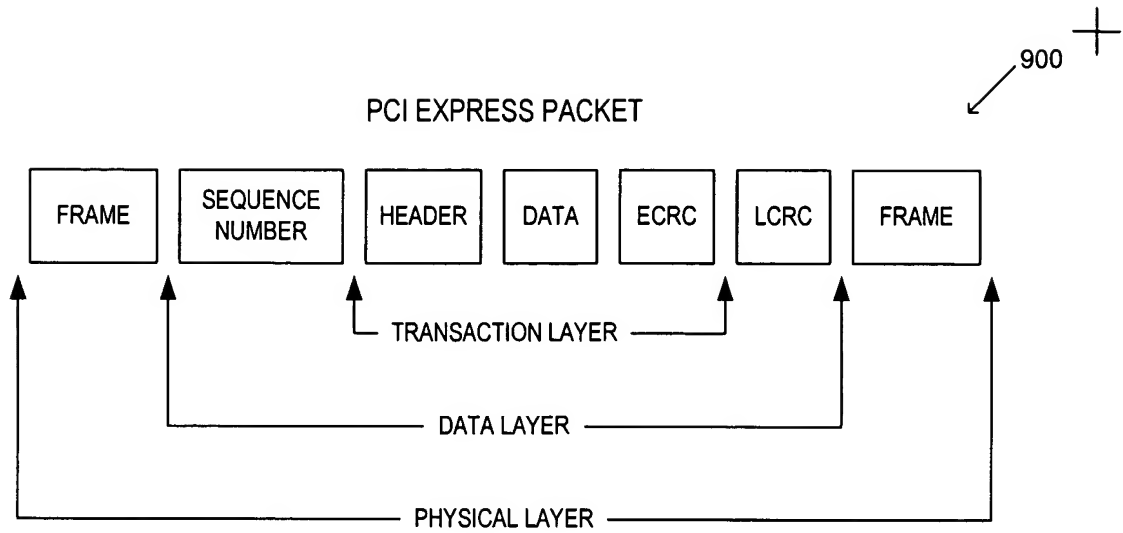 900
PCI EXPRESS PACKET
FRAME
SEQUENCE
NUMBER
HEADER
DATA
ECRC
LCRC
FRAME
TRANSACTION LAYER
DATA LAYER
PHYSICAL LAYER